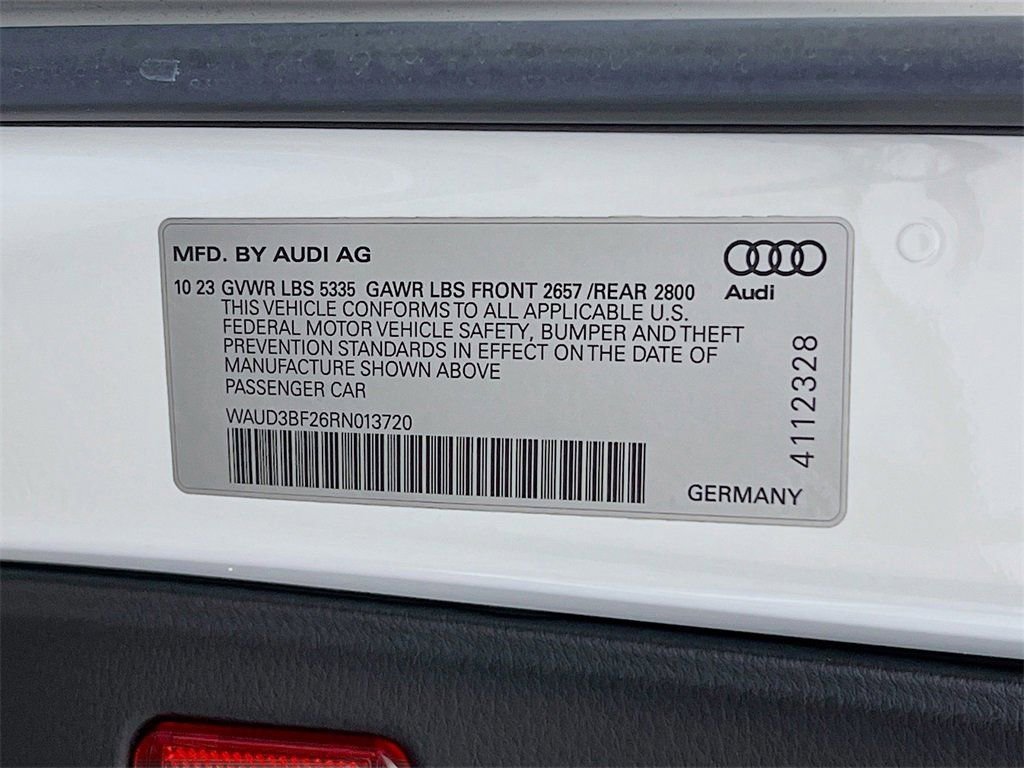 MFD. BY AUDI AG
Audi
10 23 GVWR LBS 5335 GAWR LBS FRONT 2657 /REAR 2800
THIS VEHICLE CONFORMS TO ALL APPLICABLE U.S.
FEDERAL MOTOR VEHICLE SAFETY, BUMPER AND THEFT
PREVENTION STANDARDS IN EFFECT ON THE DATE OF
MANUFACTURE SHOWN ABOVE
PASSENGER CAR
WAUD3BF26RN013720
4112328
GERMANY